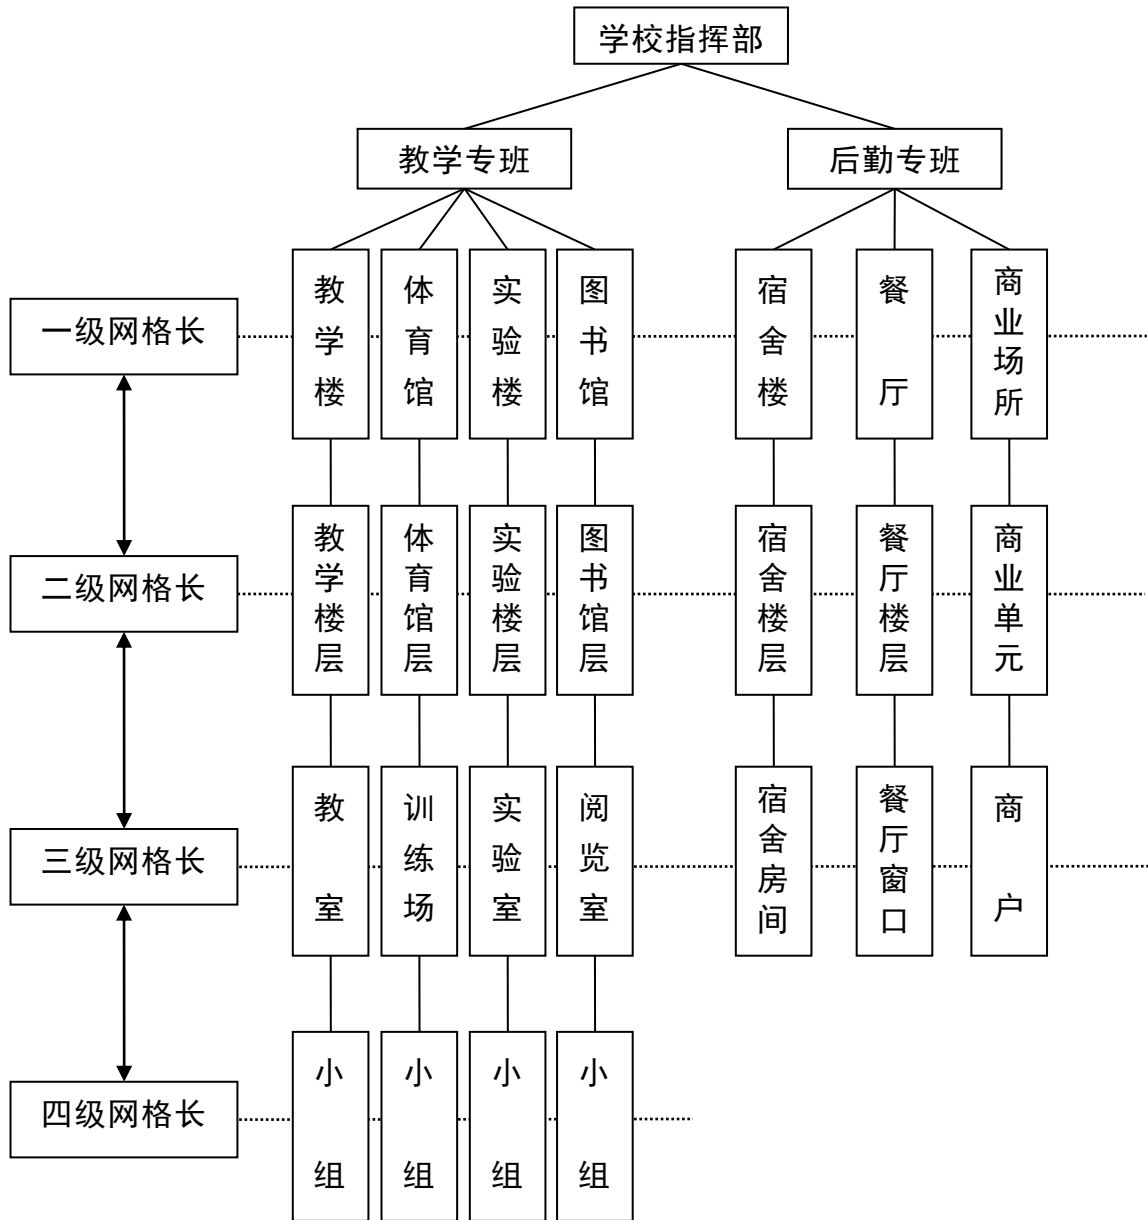 学校指挥部
教学专班
后勤专班
一级网格长
教学楼
体育馆
实验楼
图书馆
宿舍楼
餐厅
商业场所
二级网格长
教学楼层
体育馆层
实验楼层
图书馆层
宿舍楼层
餐厅楼层
商业单元
三级网格长
教室
训练场
实验室
阅览室
宿舍房间
餐厅窗口
商户
四级网格长
小组
小组
小组
小组